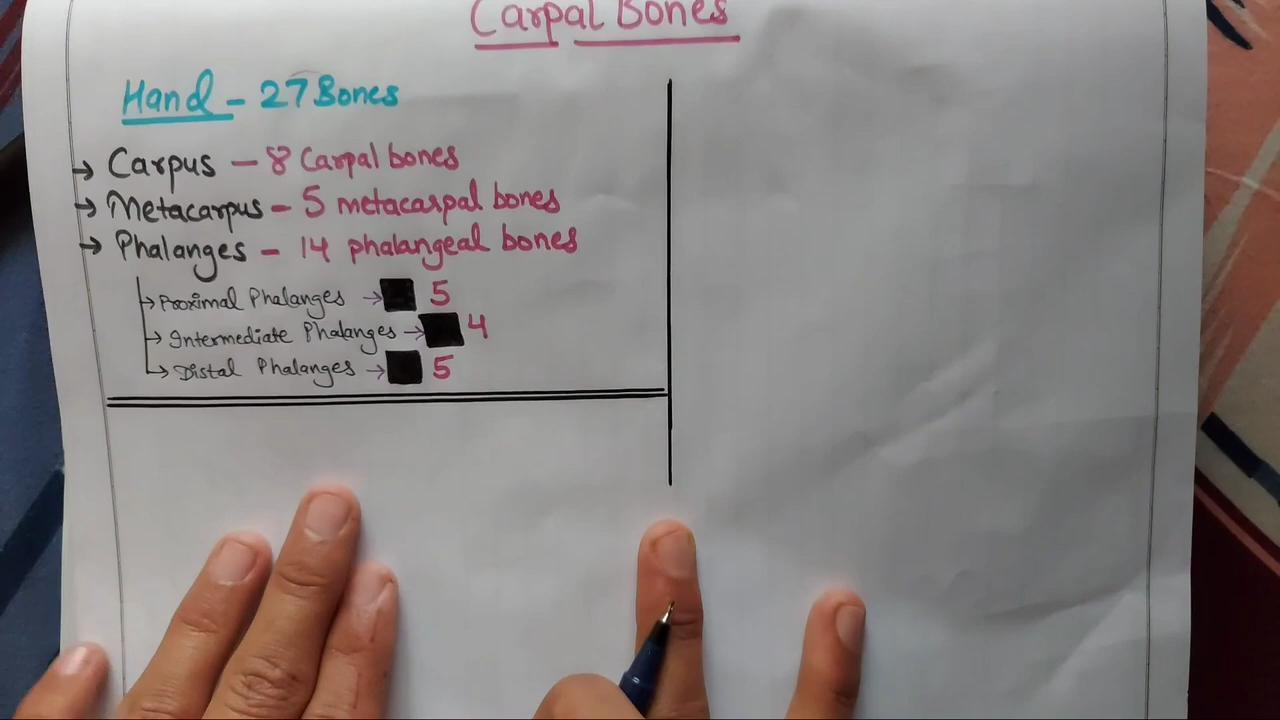 Carpal Bones
Hand - 27 Bones
→ Carpus - 8 Carpal bones
→ Metacarpus - 5 metacarpal bones
→ Phalanges - 14 phalangeal bones
→ Proximal Phalanges → 5
→ Intermediate Phalanges → 4
→ Distal Phalanges → 5